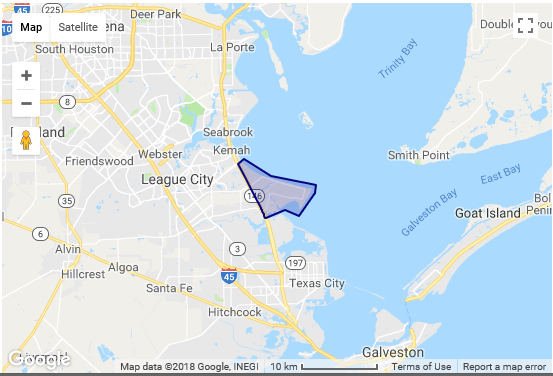 45
Deer Park
Map
Satellite
ena
10
Double
South Houston
La Porte
Trinity Bay
8
land
Seabrook
Webster
Kemah
Smith Point
Friendswood
League City
East Bay
146
35
Galveston Bay
Goat Island
Bol
Peni
6
Alvin
3
197
Algoa
45
Hillcrest
Texas City
Santa Fe
Hitchcock
Galveston
Google
Map data ©2018 Google, INEGI
10 km
Terms of Use
Report a map error